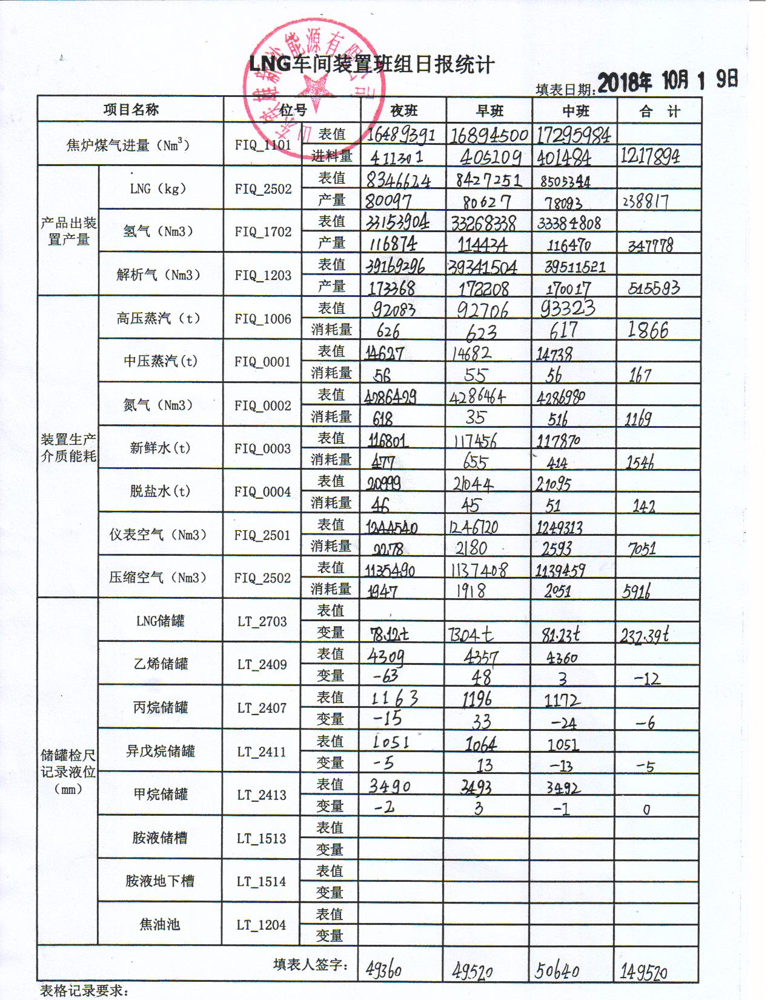 LNG车间装置班组日报统计
填表日期:2018年 10月 1 9日
项目名称 位号 夜班 早班 中班 合 计
焦炉煤气进量（Nm³） FIQ_1101 表值 16489391 16894500 17295984
进料量 411301 405109 401484 1217894
产品出装置产量
LNG（kg） FIQ_2502 表值 8346624 8427251 8505344
产量 80097 80627 78093 238817
氢气（Nm3） FIQ_1702 表值 33153904 33268338 33384808
产量 116874 114434 116470 347778
解析气（Nm3） FIQ_1203 表值 39169296 39341504 39511521
产量 173368 172208 170017 515593
装置生产介质能耗
高压蒸汽（t） FIQ_1006 表值 92083 92706 93323
消耗量 626 623 617 1866
中压蒸汽(t) FIQ_0001 表值 14627 14682 14738
消耗量 56 55 56 167
氮气（Nm3） FIQ_0002 表值 4286429 4286464 4286980
消耗量 618 35 516 1169
新鲜水(t) FIQ_0003 表值 116801 117456 117870
消耗量 477 655 414 1546
脱盐水(t) FIQ_0004 表值 20999 21044 21095
消耗量 46 45 51 142
仪表空气（Nm3） FIQ_2501 表值 1244540 1246720 1249313
消耗量 2278 2180 2593 7051
压缩空气（Nm3） FIQ_2502 表值 1135490 1137408 1139459
消耗量 1947 1918 2051 5916
储罐检尺记录液位（mm）
LNG储罐 LT_2703 表值
变量 78.12t 73.04t 81.23t 232.39t
乙烯储罐 LT_2409 表值 4309 4357 4360
变量 -63 48 3 -12
丙烷储罐 LT_2407 表值 1163 1196 1172
变量 -15 33 -24 -6
异戊烷储罐 LT_2411 表值 1051 1064 1051
变量 -5 13 -13 -5
甲烷储罐 LT_2413 表值 3490 3493 3492
变量 -2 3 -1 0
胺液储槽 LT_1513 表值
变量
胺液地下槽 LT_1514 表值
变量
焦油池 LT_1204 表值
变量
填表人签字: 49360 49520 50640 149520
表格记录要求: